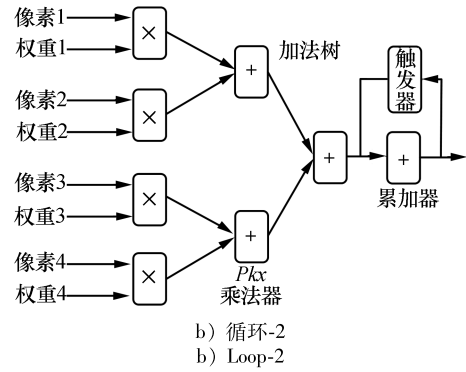 像素1
权重1
×
+
加法树
触发器
像素2
权重2
×
+
+
累加器
像素3
权重3
×
+
像素4
权重4
×
Pkx
乘法器
b）循环-2
b）Loop-2